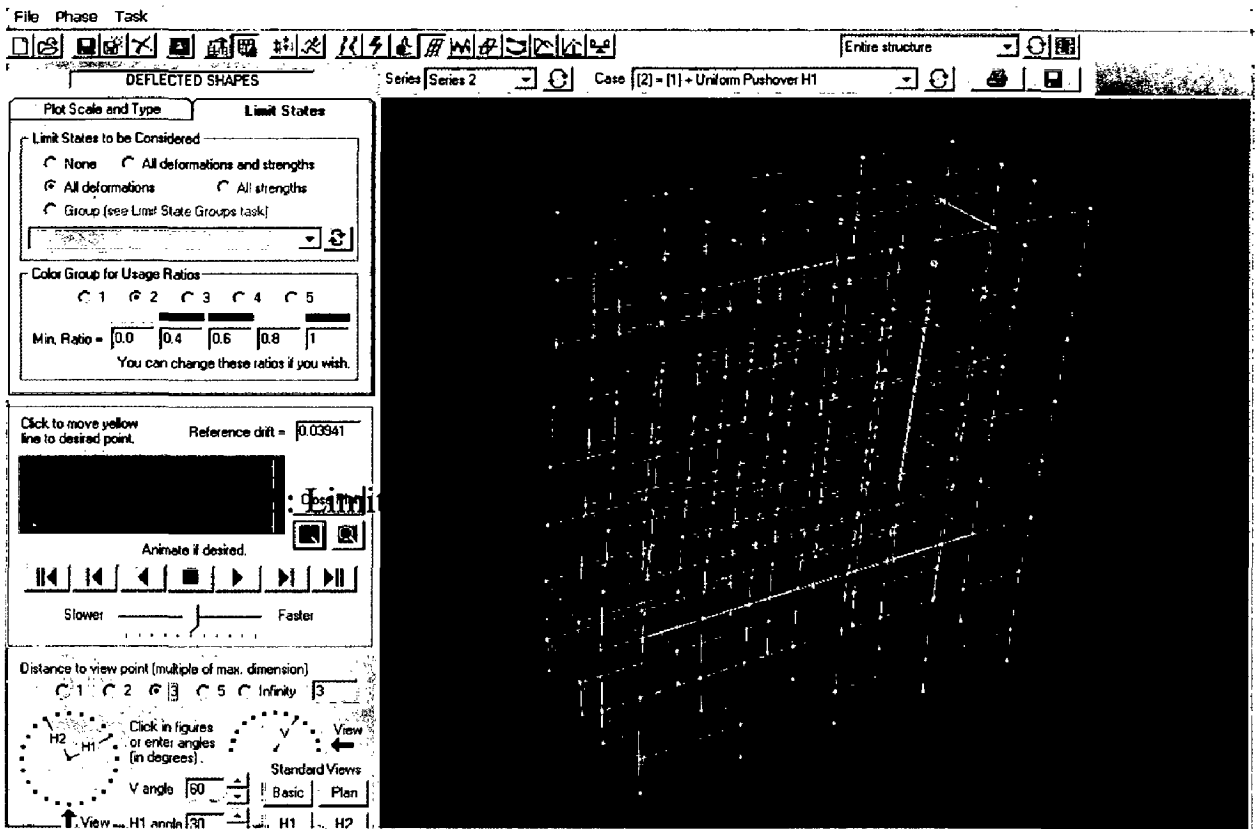 File Phase Task
Entire structure
DEFLECTED SHAPES
Series Series 2 Case [2] = [1] + Uniform Pushover H1
Plot Scale and Type Limit States
Limit States to be Considered
None All deformations and strengths
All deformations All strengths
Group (see Limit State Groups task)
Color Group for Usage Ratios
1 2 3 4 5
Min. Ratio = 0.0 0.4 0.6 0.8 1
You can change these ratios if you wish.
Click to move yellow
line to desired point.
Reference drift = 0.03941
: Limit
Animate if desired.
Slower Faster
Distance to view point (multiple of max. dimension)
1 2 3 5 Infinity 3
H2 H1
Click in figures
or enter angles
(in degrees).
V View
Standard Views
V angle 60 Basic Plan
View H1 angle 30 H1 H2